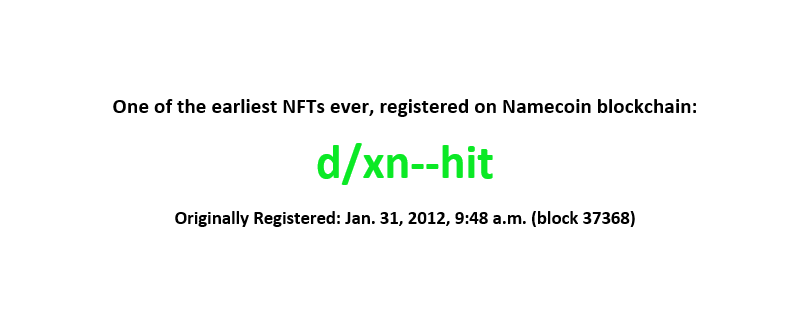 One of the earliest NFTs ever, registered on Namecoin blockchain:
d/xn--hit
Originally Registered: Jan. 31, 2012, 9:48 a.m. (block 37368)